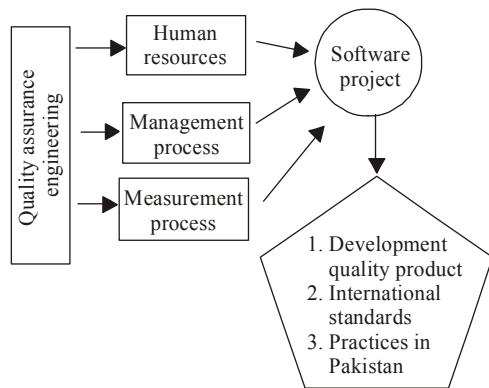 Quality assurance
engineering
Human
resources
Management
process
Measurement
process
Software
project
1. Development
quality product
2. International
standards
3. Practices in
Pakistan